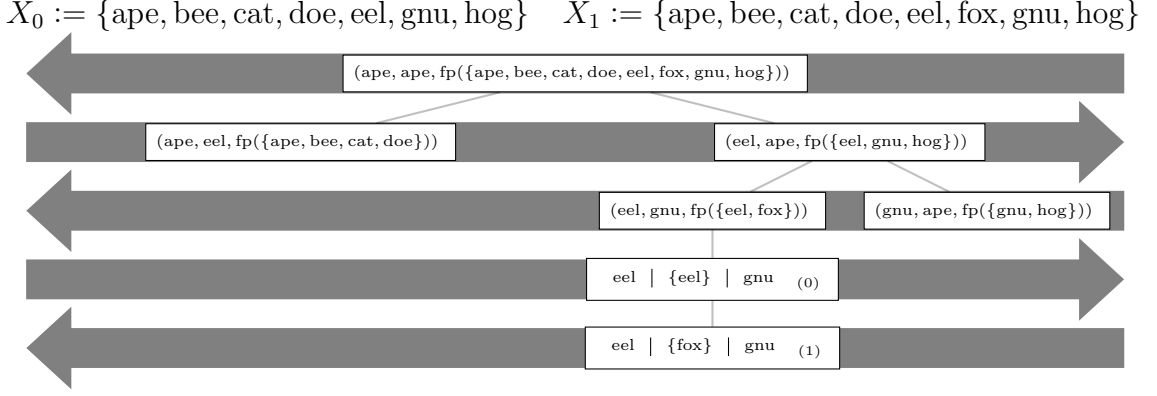 X₀ := {ape, bee, cat, doe, eel, gnu, hog} X₁ := {ape, bee, cat, doe, eel, fox, gnu, hog}
(ape, ape, fp({ape, bee, cat, doe, eel, fox, gnu, hog}))
(ape, eel, fp({ape, bee, cat, doe})) (eel, ape, fp({eel, gnu, hog}))
(eel, gnu, fp({eel, fox})) (gnu, ape, fp({gnu, hog}))
eel | {eel} | gnu (0)
eel | {fox} | gnu (1)